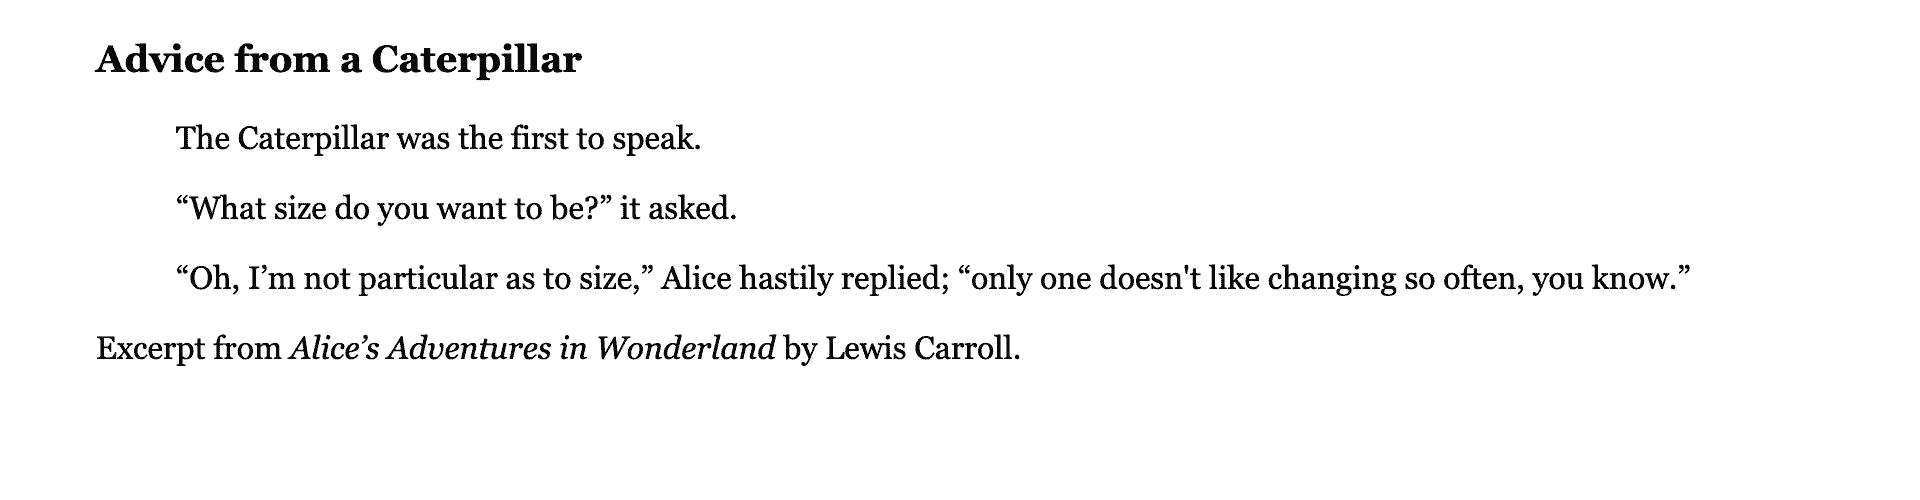 Advice from a Caterpillar
The Caterpillar was the first to speak.
“What size do you want to be?” it asked.
“Oh, I’m not particular as to size,” Alice hastily replied; “only one doesn't like changing so often, you know.”
Excerpt from Alice’s Adventures in Wonderland by Lewis Carroll.